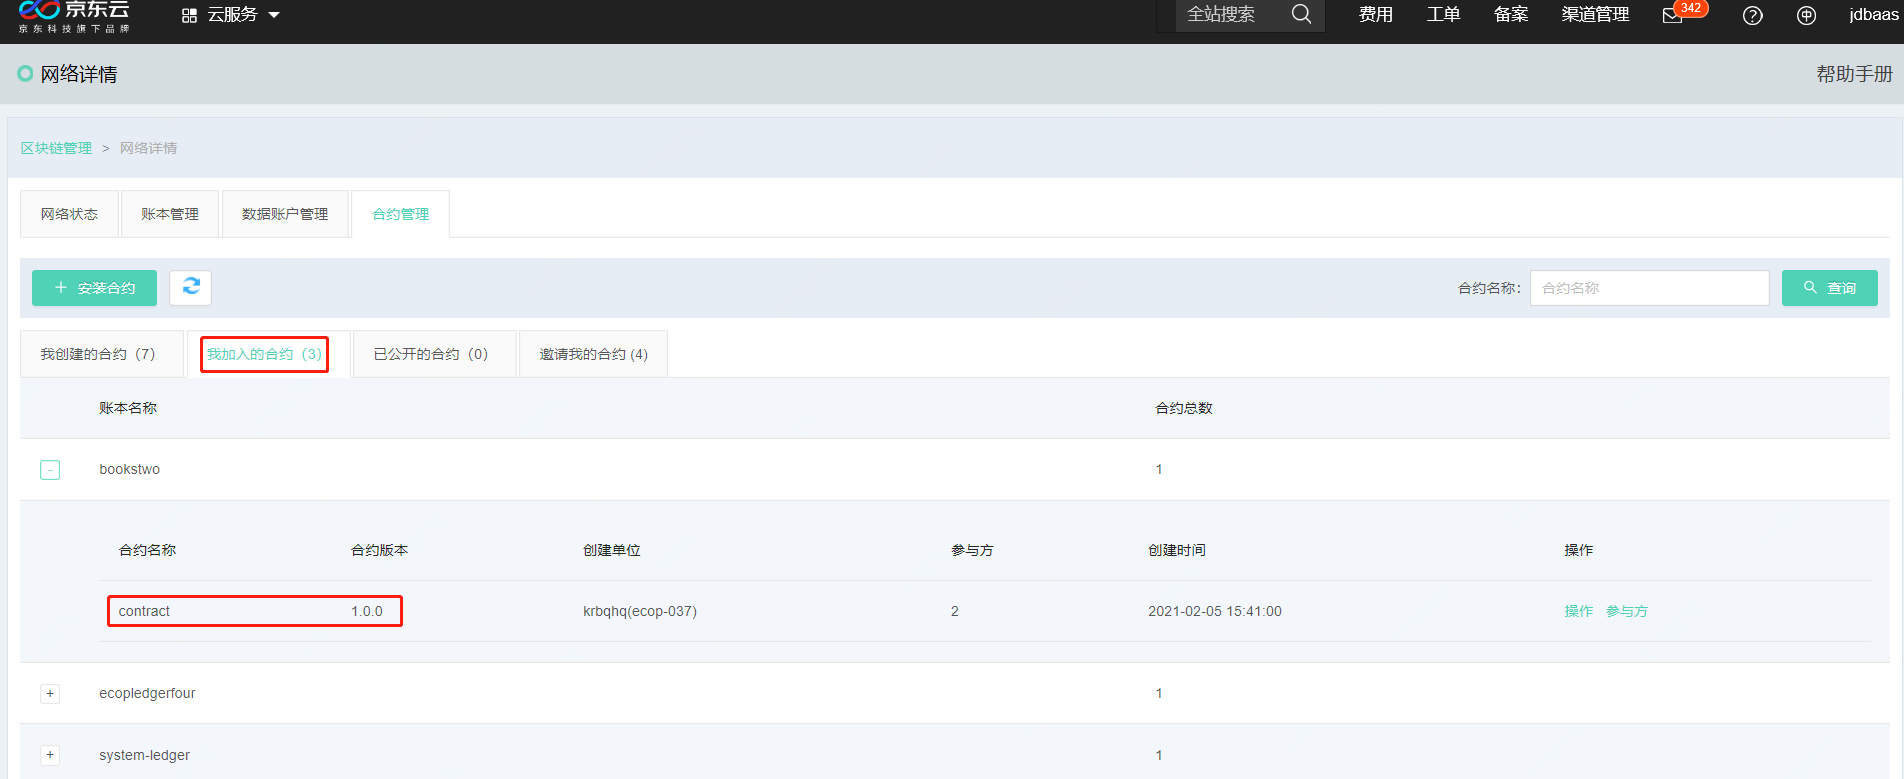 京东云
京东科技旗下品牌
云服务
全站搜索
费用
工单
备案
渠道管理
342
jdbaas
网络详情
帮助手册
区块链管理 > 网络详情
网络状态
账本管理
数据账户管理
合约管理
+ 安装合约
合约名称:
合约名称
查询
我创建的合约（7）
我加入的合约（3）
已公开的合约（0）
邀请我的合约 (4)
账本名称 合约总数
- bookstwo 1
合约名称 合约版本 创建单位 参与方 创建时间 操作
contract 1.0.0 krbqhq(ecop-037) 2 2021-02-05 15:41:00 操作 参与方
+ ecopledgerfour 1
+ system-ledger 1